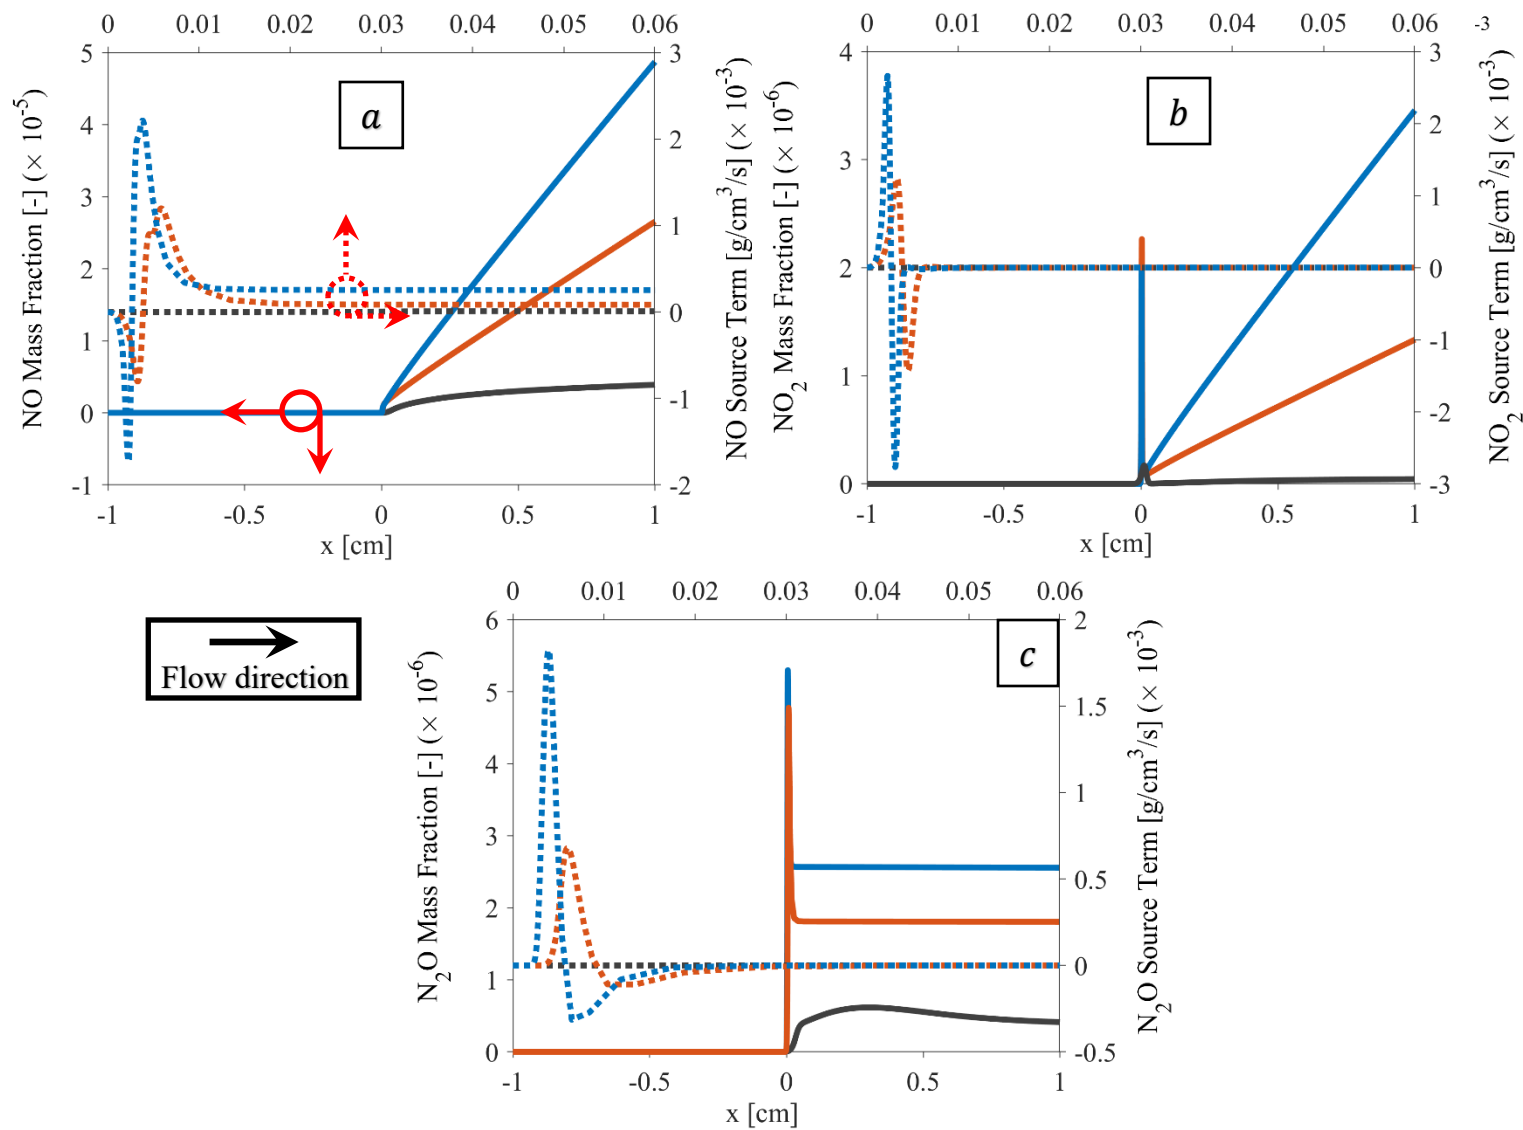 0 0.01 0.02 0.03 0.04 0.05 0.06
5 4 3 2 1 0 -1
NO Mass Fraction [-] (× 10-5)
a
3 2 1 0 -1 -2
NO Source Term [g/cm3/s] (× 10-3)
-1 -0.5 0 0.5 1
x [cm]
0 0.01 0.02 0.03 0.04 0.05 0.06 -3
4 3 2 1 0
NO2 Mass Fraction [-] (× 10-6)
b
3 2 1 0 -1 -2 -3
NO2 Source Term [g/cm3/s] (× 10-3)
-1 -0.5 0 0.5 1
x [cm]
Flow direction
0 0.01 0.02 0.03 0.04 0.05 0.06
6 5 4 3 2 1 0
N2O Mass Fraction [-] (× 10-6)
c
2 1.5 1 0.5 0 -0.5
N2O Source Term [g/cm3/s] (× 10-3)
-1 -0.5 0 0.5 1
x [cm]